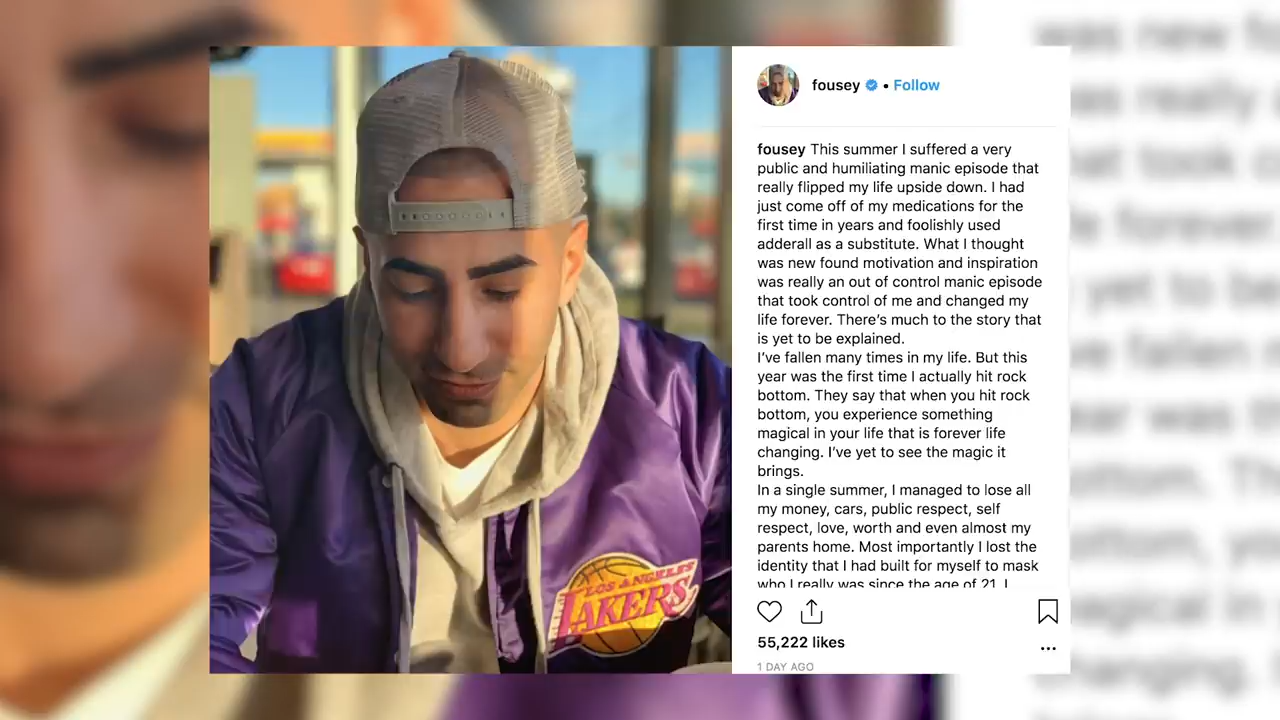 fousey • Follow
fousey This summer I suffered a very
public and humiliating manic episode that
really flipped my life upside down. I had
just come off of my medications for the
first time in years and foolishly used
adderall as a substitute. What I thought
was new found motivation and inspiration
was really an out of control manic episode
that took control of me and changed my
life forever. There's much to the story that
is yet to be explained.
I've fallen many times in my life. But this
year was the first time I actually hit rock
bottom. They say that when you hit rock
bottom, you experience something
magical in your life that is forever life
changing. I've yet to see the magic it
brings.
In a single summer, I managed to lose all
my money, cars, public respect, self
respect, love, worth and even almost my
parents home. Most importantly I lost the
identity that I had built for myself to mask
who I really was since the age of 21. I
55,222 likes
1 DAY AGO
LOS ANGELES
LAKERS